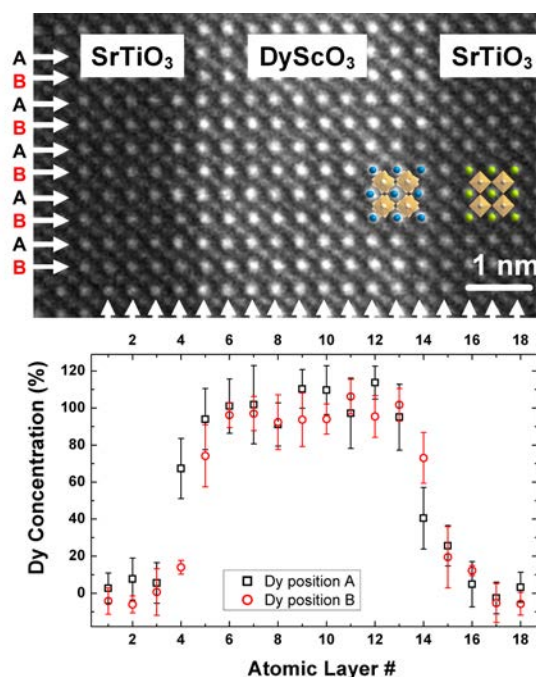 SrTiO3 DyScO3 SrTiO3
A
B
A
B
A
B
A
B
A
B
1 nm
2 4 6 8 10 12 14 16 18
120
100
80
60
40
20
0
Dy Concentration (%)
Dy position A
Dy position B
2 4 6 8 10 12 14 16 18
Atomic Layer #